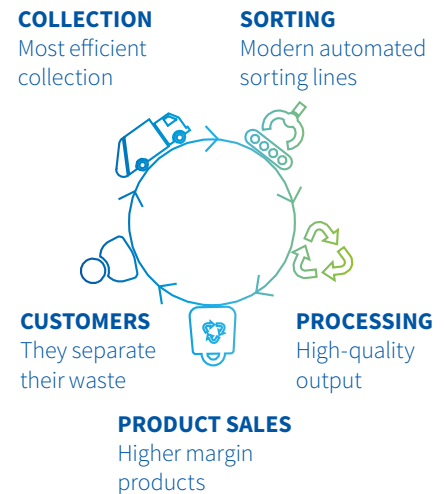 COLLECTION
Most efficient
collection
SORTING
Modern automated
sorting lines
CUSTOMERS
They separate
their waste
PROCESSING
High-quality
output
PRODUCT SALES
Higher margin
products